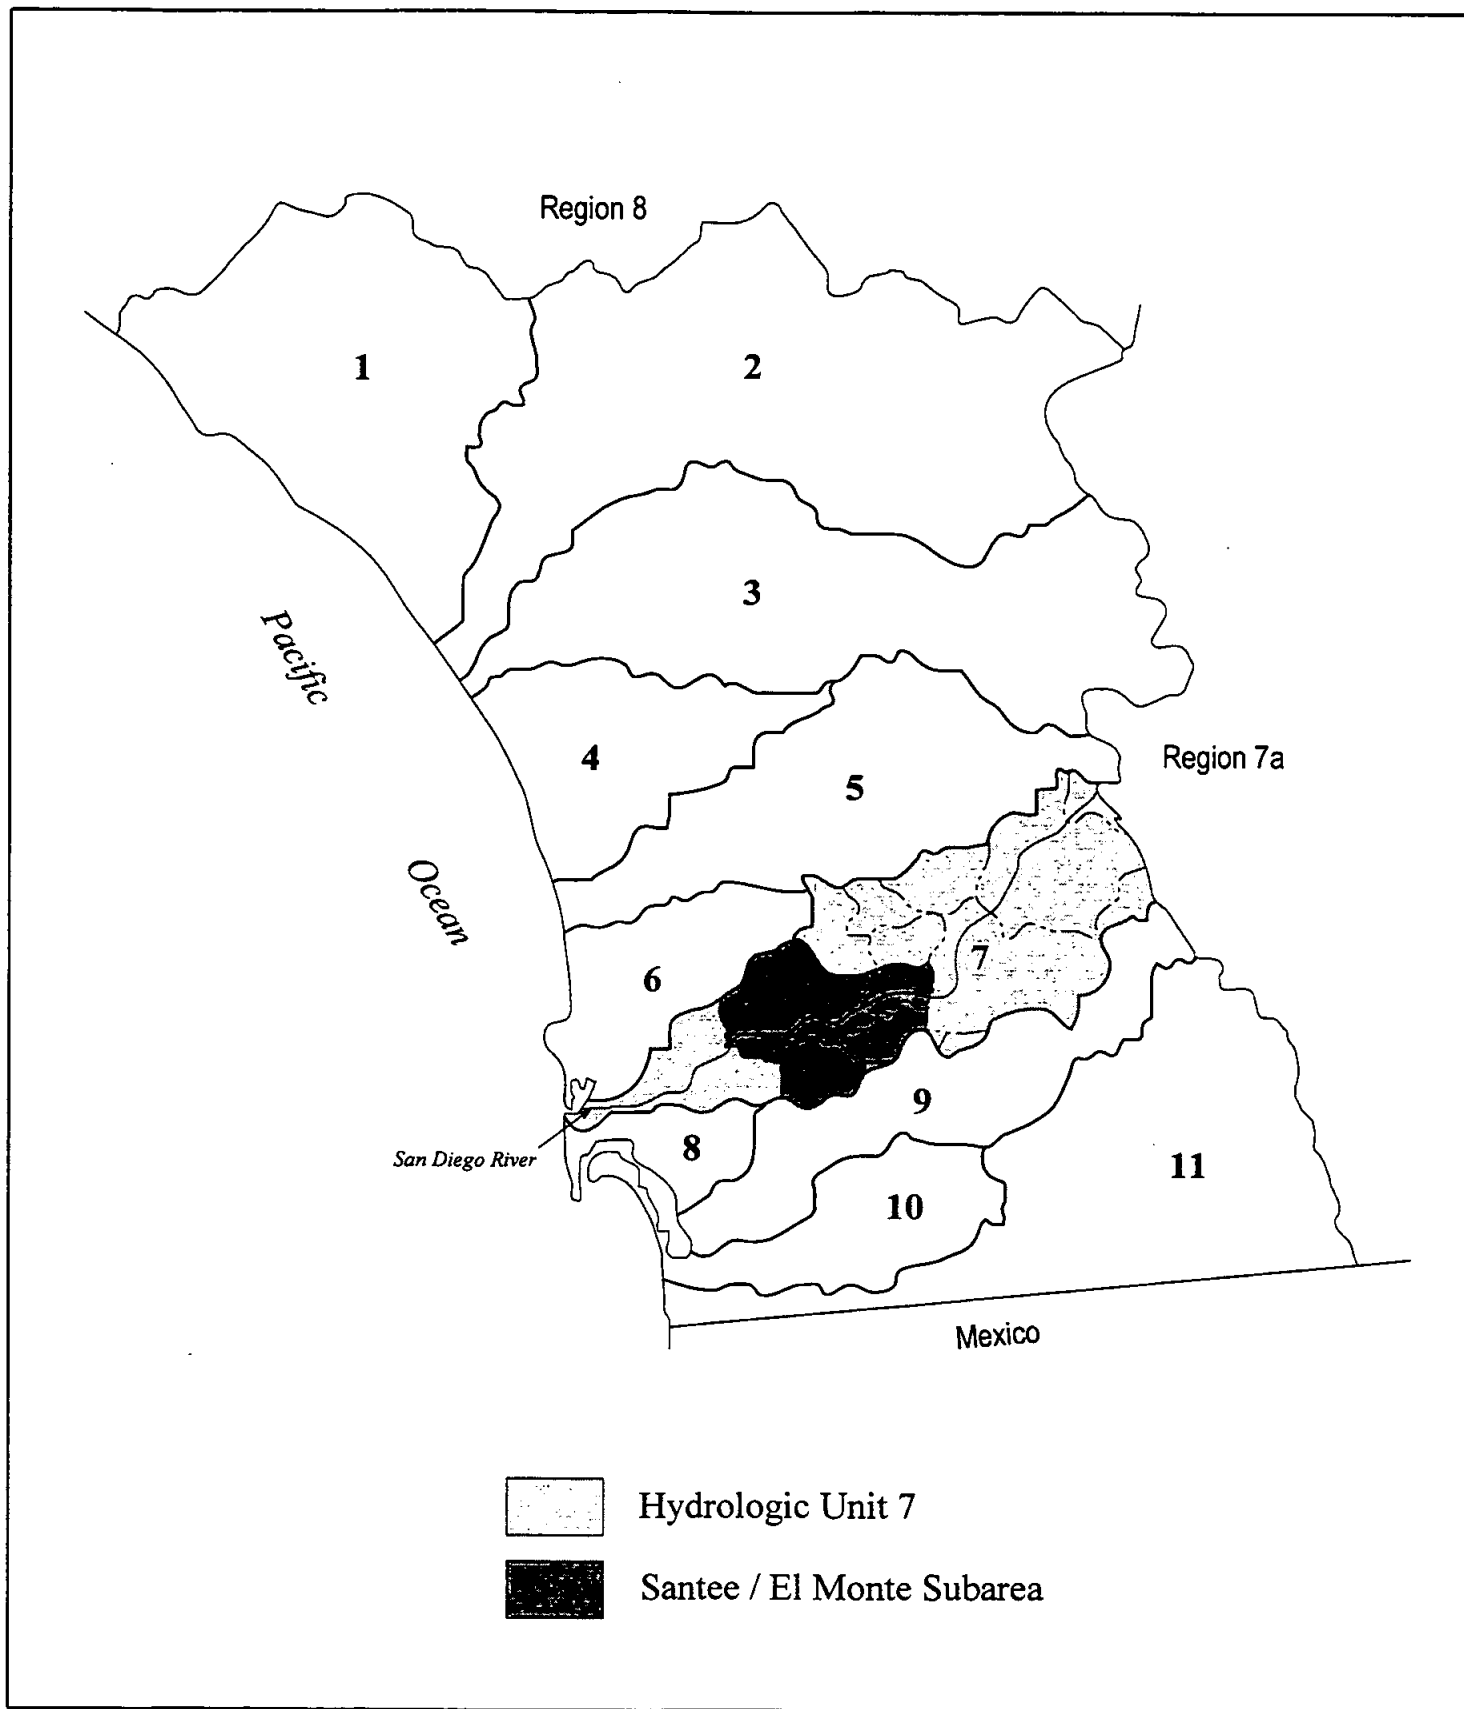 Region 8
1
2
3
Pacific
4
5
Region 7a
Ocean
6
7
9
8
San Diego River
10
11
Mexico
Hydrologic Unit 7
Santee / El Monte Subarea